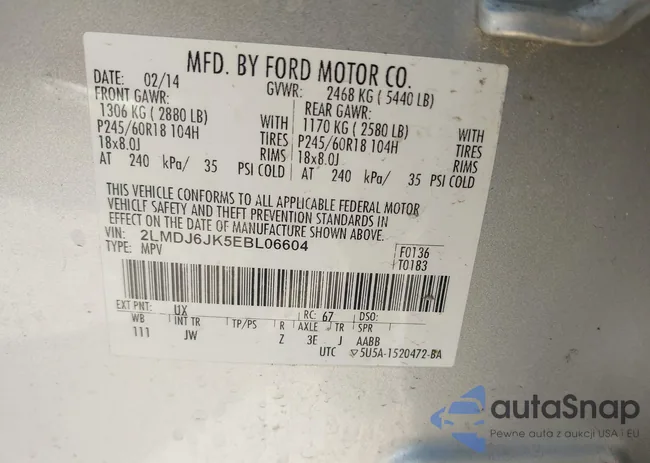 MFD. BY FORD MOTOR CO.
DATE: 02/14 GVWR: 2468 KG ( 5440 LB)
FRONT GAWR: REAR GAWR:
1306 KG ( 2880 LB) WITH 1170 KG ( 2580 LB) WITH
P245/60R18 104H TIRES P245/60R18 104H TIRES
18x8.0J RIMS 18x8.0J RIMS
AT 240 kPa/ 35 PSI COLD AT 240 kPa/ 35 PSI COLD
THIS VEHICLE CONFORMS TO ALL APPLICABLE FEDERAL MOTOR
VEHICLE SAFETY AND THEFT PREVENTION STANDARDS IN
EFFECT ON THE DATE OF MANUFACTURE SHOWN ABOVE.
VIN: 2LMDJ6JK5EBL06604 F0136
TYPE: MPV T0183
EXT PNT: UX RC: 67 DSO:
WB INT TR TP/PS R AXLE TR SPR
111 JW Z 3E J AABB
UTC 5U5A-1520472-BA
autaSnap
Pewne auta z aukcji USA i EU